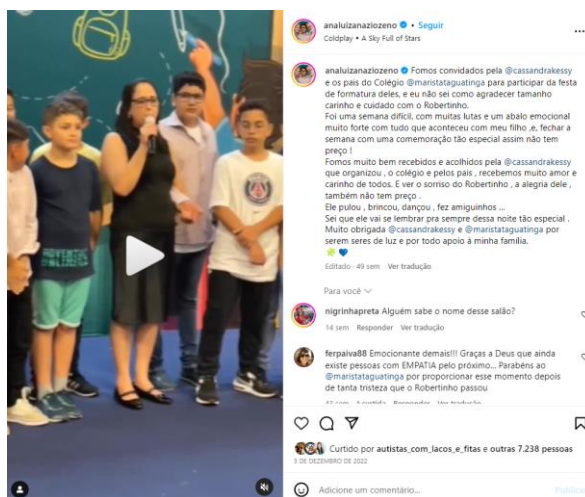 analuizanaziozeno • Seguir
Coldplay • A Sky Full of Stars
analuizanaziozeno Fomos convidados pela @cassandrakessy
e os pais do Colégio @maristataguatinga para participar da festa
de formatura deles, e eu não sei como agradecer tamanho
carinho e cuidado com o Robertinho.
Foi uma semana difícil, com muitas lutas e um abalo emocional
muito forte com tudo que aconteceu com meu filho ,e, fechar a
semana com uma comemoração tão especial assim não tem
preço !
Fomos muito bem recebidos e acolhidos pela @cassandrakessy
que organizou , o colégio e pelos pais , recebemos muito amor e
carinho de todos. E ver o sorriso do Robertinho , a alegria dele ,
também não tem preço .
Ele pulou , brincou, dançou , fez amiguinhos ...
Sei que ele vai se lembrar pra sempre dessa noite tão especial .
Muito obrigada @cassandrakessy e @maristataguatinga por
serem seres de luz e por todo apoio à minha família.
Editado · 49 sem Ver tradução
Para você
nigrinhapreta Alguém sabe o nome desse salão?
14 sem Responder Ver tradução
ferpaiva88 Emocionante demais!!! Graças a Deus que ainda
existe pessoas com EMPATIA pelo próximo... Parabéns ao
@maristataguatinga por proporcionar esse momento depois
de tanta tristeza que o Robertinho passou
Curtido por autistas_com_lacos_e_fitas e outras 7.238 pessoas
3 DE DEZEMBRO DE 2022
Adicione um comentário...
Publicar